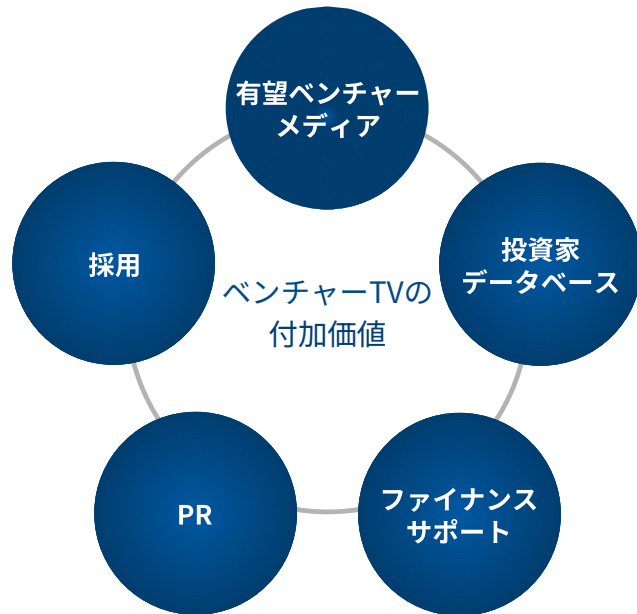 有望ベンチャー
メディア
投資家
データベース
採用
ベンチャーTVの
付加価値
ファイナンス
サポート
PR